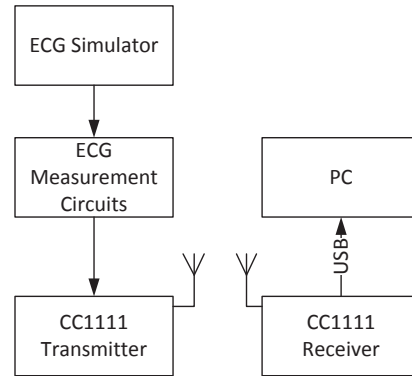 ECG Simulator
ECG
Measurement
Circuits
PC
USB
CC1111
Transmitter
CC1111
Receiver